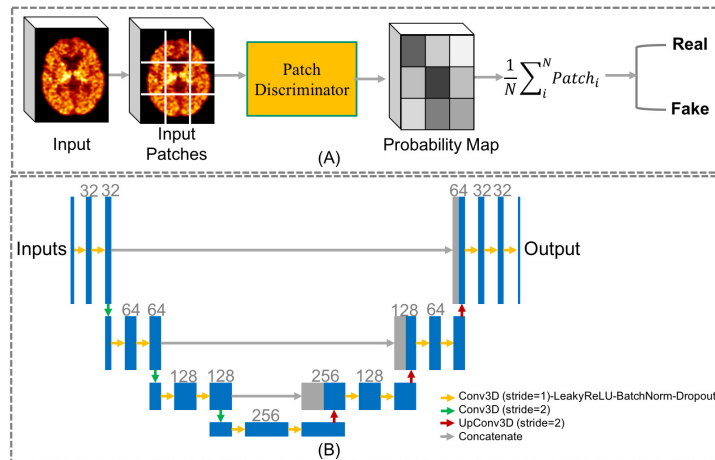 Input
Input
Patches
Patch
Discriminator
Probability Map
1/N ∑ᵢᴺ Patchᵢ
Real
Fake
(A)
Inputs
32 32
64 32 32
Output
64 64
128 64
128 128
256 128
256
(B)
Conv3D (stride=1)-LeakyReLU-BatchNorm-Dropout
Conv3D (stride=2)
UpConv3D (stride=2)
Concatenate